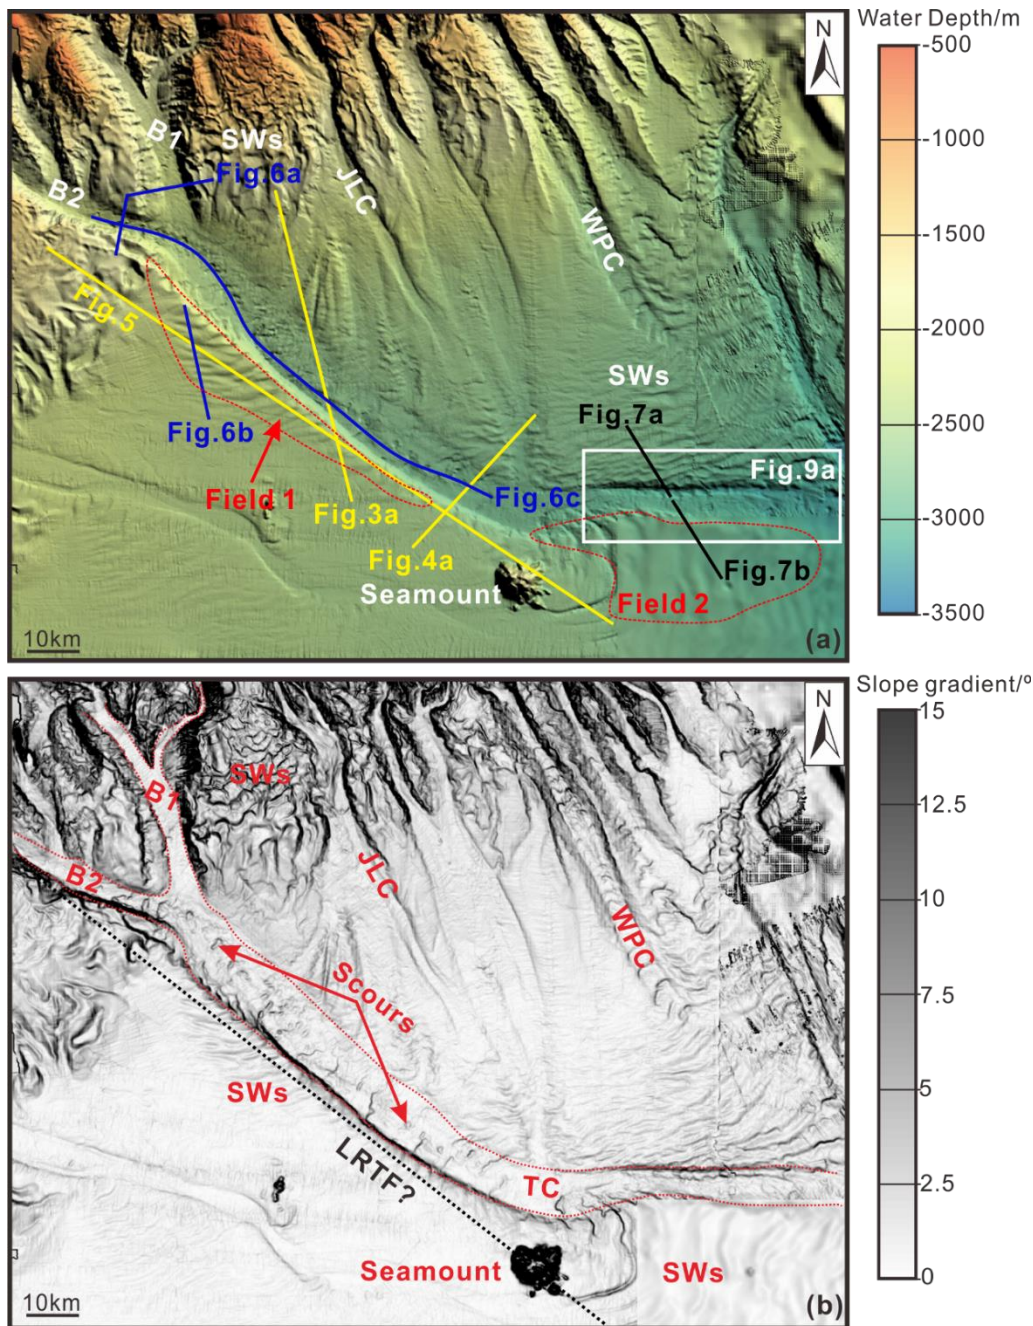 Water Depth/m
N
-500
-1000
-1500
-2000
-2500
-3000
-3500
B1
SWs
Fig.6a
B2
JLC
WPC
Fig.5
SWs
Fig.7a
Fig.6b
Fig.9a
Field 1
Fig.6c
Fig.3a
Fig.4a
Fig.7b
Seamount
Field 2
10km
(a)
Slope gradient/º
N
15
12.5
10
7.5
5
2.5
0
SWs
B1
B2
JLC
WPC
Scours
SWs
LRTF?
TC
Seamount
SWs
10km
(b)